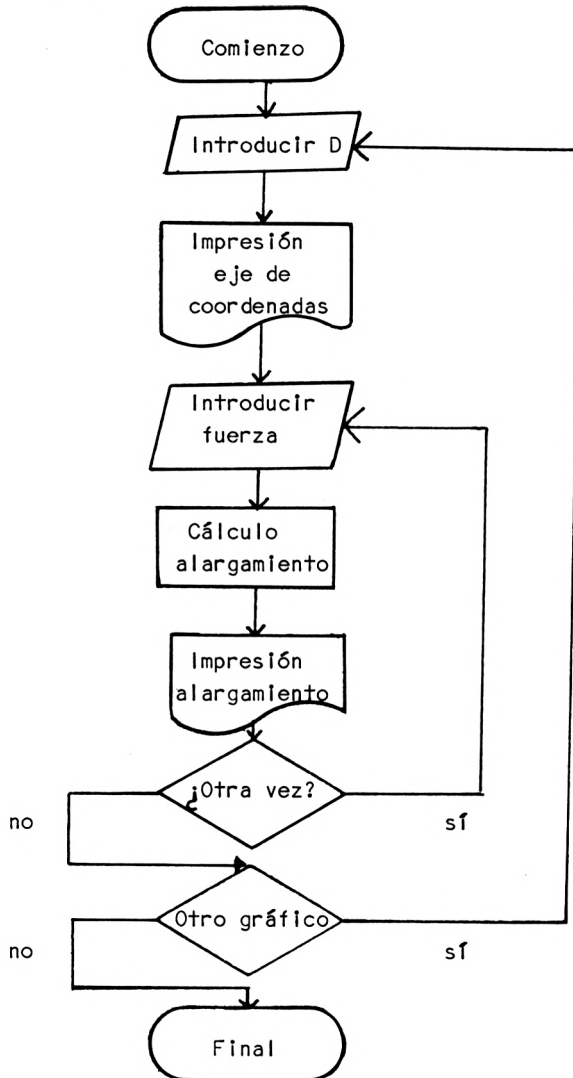 Comienzo
Introducir D
Impresión
eje de
coordenadas
Introducir
fuerza
Cálculo
alargamiento
Impresión
alargamiento
¿Otra vez?
no
sí
Otro gráfico
no
sí
Final